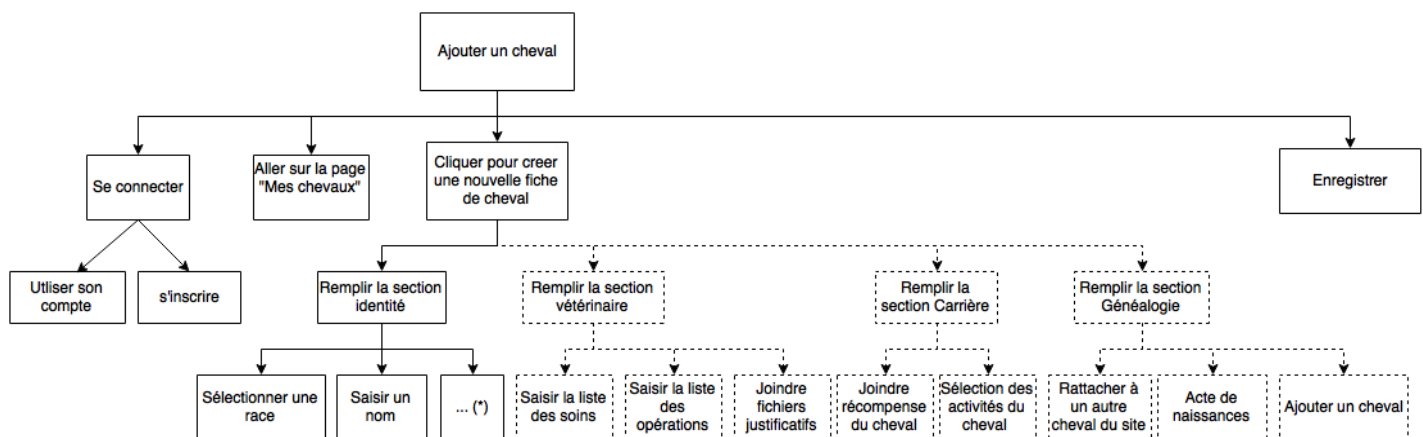 Ajouter un cheval
Se connecter
Aller sur la page
"Mes chevaux"
Cliquer pour creer
une nouvelle fiche
de cheval
Enregistrer
Utliser son
compte
s'inscrire
Remplir la section
identité
Remplir la section
vétérinaire
Remplir la
section Carrière
Remplir la section
Généalogie
Sélectionner une
race
Saisir un
nom
... (*)
Saisir la liste
des soins
Saisir la liste
des
opérations
Joindre
fichiers
justificatifs
Joindre
récompense
du cheval
Sélection des
activités du
cheval
Rattacher à
un autre
cheval du site
Acte de
naissances
Ajouter un cheval